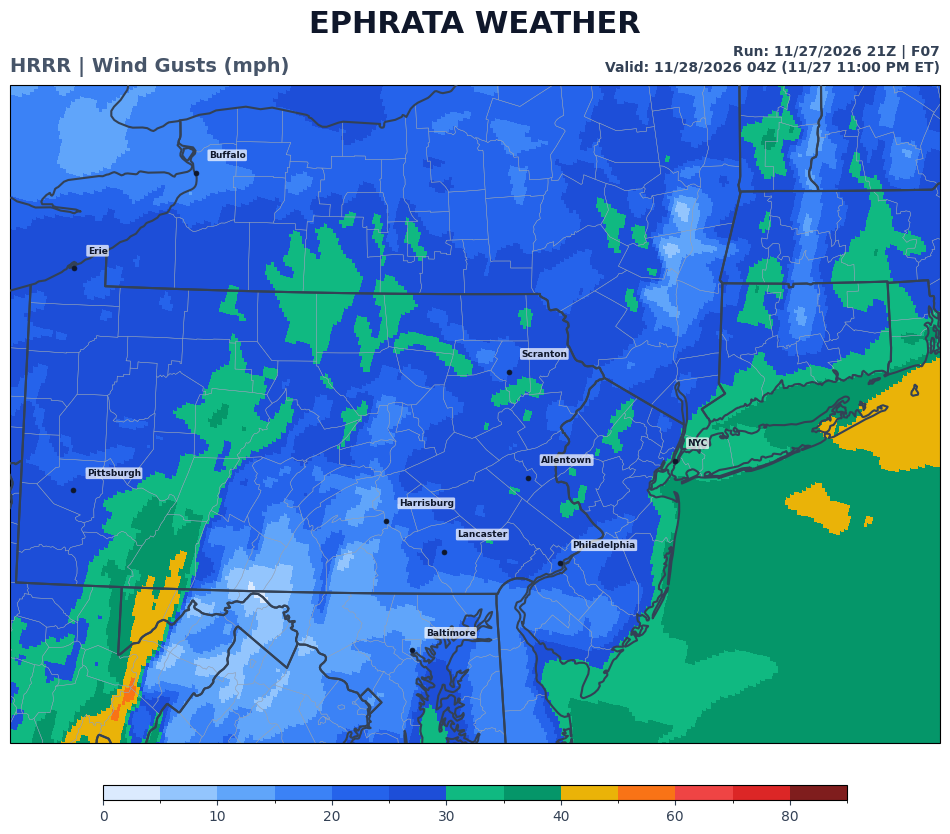 EPHRATA WEATHER
HRRR | Wind Gusts (mph)
Run: 11/27/2026 21Z | F07
Valid: 11/28/2026 04Z (11/27 11:00 PM ET)
Buffalo
Erie
Scranton
NYC
Allentown
Pittsburgh
Harrisburg
Lancaster
Philadelphia
Baltimore
0 10 20 30 40 50 60 70 80